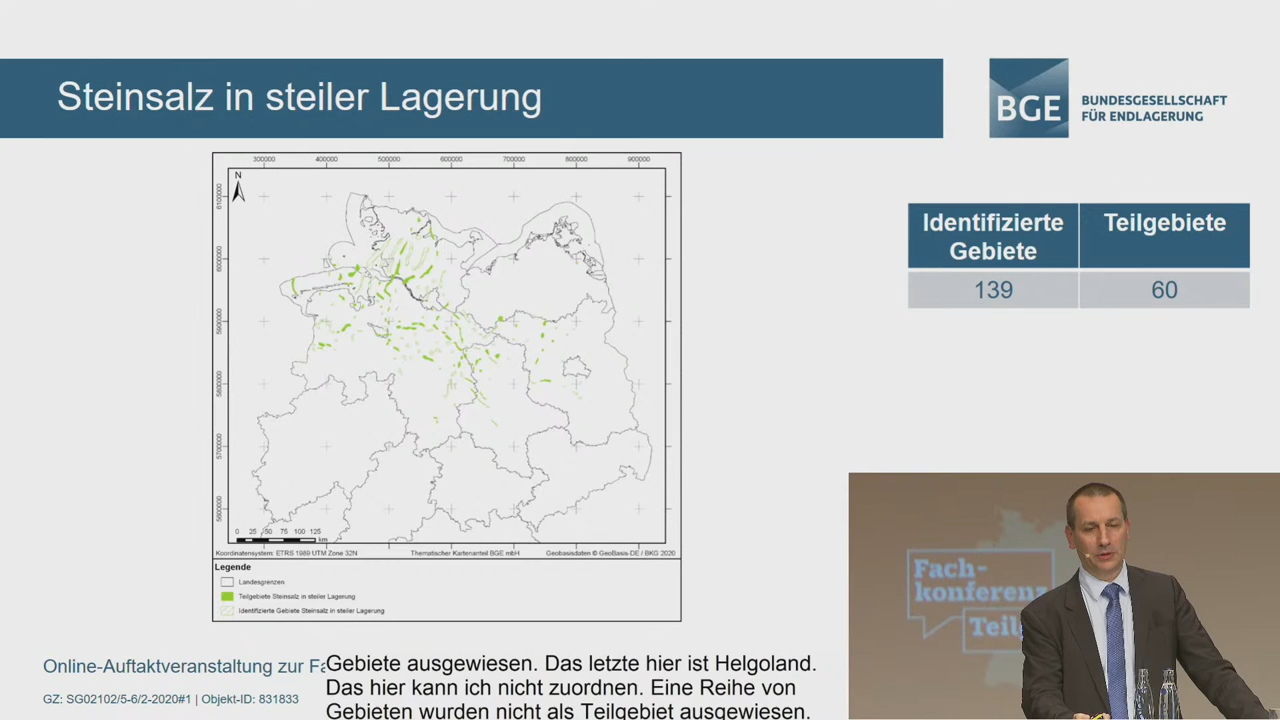 Steinsalz in steiler Lagerung
BGE
BUNDESGESELLSCHAFT
FÜR ENDLAGERUNG
300000 400000 500000 600000 700000 800000 900000
N
6100000
6000000
5900000
5800000
5700000
5600000
0 25 50 75 100 125
km
Koordinatensystem: ETRS 1989 UTM Zone 32N Thematischer Kartenanteil BGE mbH Geobasisdaten © GeoBasis-DE / BKG 2020
Legende
Landesgrenzen
Teilgebiete Steinsalz in steiler Lagerung
Identifizierte Gebiete Steinsalz in steiler Lagerung
Identifizierte Gebiete Teilgebiete
139 60
Fach-
konferenz
Teil
Online-Auftaktveranstaltung zur Fa
GZ: SG02102/5-6/2-2020#1 | Objekt-ID: 831833
Gebiete ausgewiesen. Das letzte hier ist Helgoland.
Das hier kann ich nicht zuordnen. Eine Reihe von
Gebieten wurden nicht als Teilgebiet ausgewiesen.